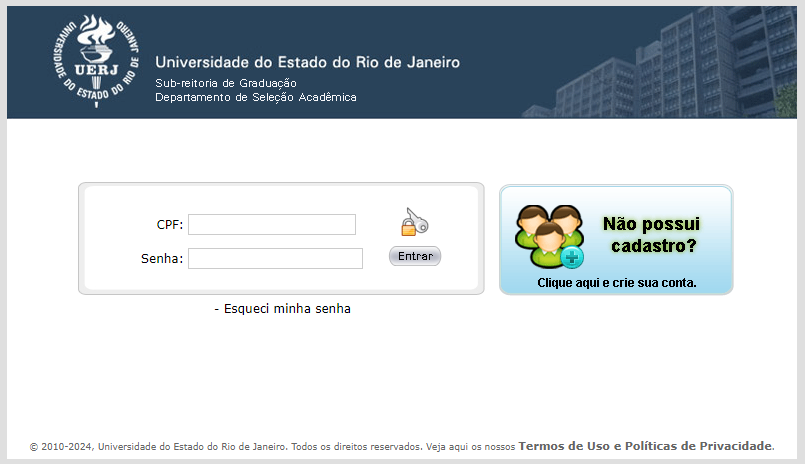 UNIVERSIDADE DO ESTADO DO RIO DE JANEIRO
UERJ
Universidade do Estado do Rio de Janeiro
Sub-reitoria de Graduação
Departamento de Seleção Acadêmica
CPF:
Senha:
Entrar
- Esqueci minha senha
Não possui
cadastro?
Clique aqui e crie sua conta.
© 2010-2024, Universidade do Estado do Rio de Janeiro. Todos os direitos reservados. Veja aqui os nossos Termos de Uso e Políticas de Privacidade.